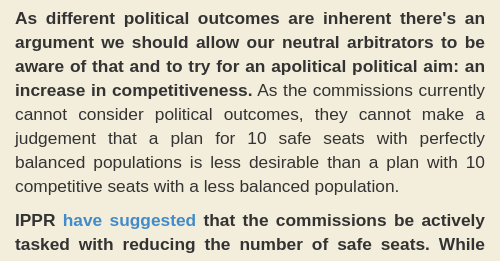 As different political outcomes are inherent there's an
argument we should allow our neutral arbitrators to be
aware of that and to try for an apolitical political aim: an
increase in competitiveness. As the commissions currently
cannot consider political outcomes, they cannot make a
judgement that a plan for 10 safe seats with perfectly
balanced populations is less desirable than a plan with 10
competitive seats with a less balanced population.
IPPR have suggested that the commissions be actively
tasked with reducing the number of safe seats. While